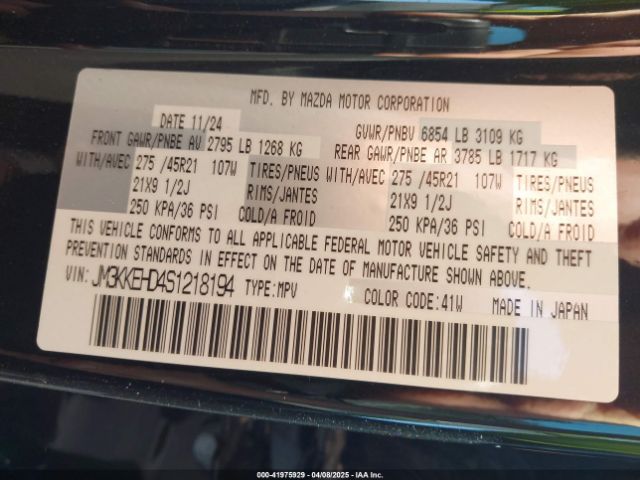 MFD. BY MAZDA MOTOR CORPORATION
DATE 11/24 GVWR/PNBV 6854 LB 3109 KG
FRONT GAWR/PNBE AV 2795 LB 1268 KG REAR GAWR/PNBE AR 3785 LB 1717 KG
WITH/AVEC 275 /45R21 107W TIRES/PNEUS WITH/AVEC 275 /45R21 107W TIRES/PNEUS
21X9 1/2J RIMS/JANTES 21X9 1/2J RIMS/JANTES
250 KPA/36 PSI COLD/A FROID 250 KPA/36 PSI COLD/A FROID
THIS VEHICLE CONFORMS TO ALL APPLICABLE FEDERAL MOTOR VEHICLE SAFETY AND THEFT
PREVENTION STANDARDS IN EFFECT ON THE DATE OF MANUFACTURE SHOWN ABOVE.
VIN: JM3KKEHD4S1218194 TYPE:MPV COLOR CODE:41W MADE IN JAPAN
000-41975929 - 04/08/2025 - IAA Inc.